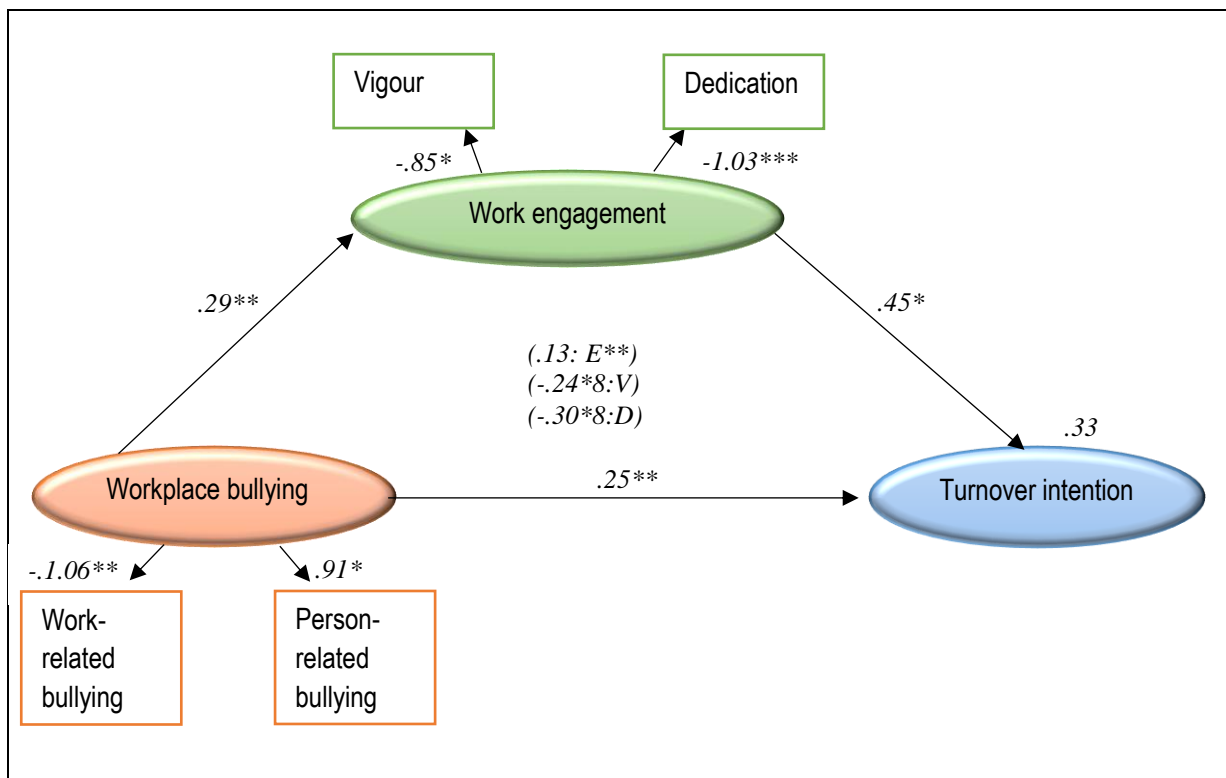 Vigour
Dedication
-.85*
-1.03***
Work engagement
.29**
.45*
(.13: E**)
(-.24*8:V)
(-.30*8:D)
.33
Workplace bullying
.25**
Turnover intention
-.1.06**
.91*
Work-
related
bullying
Person-
related
bullying